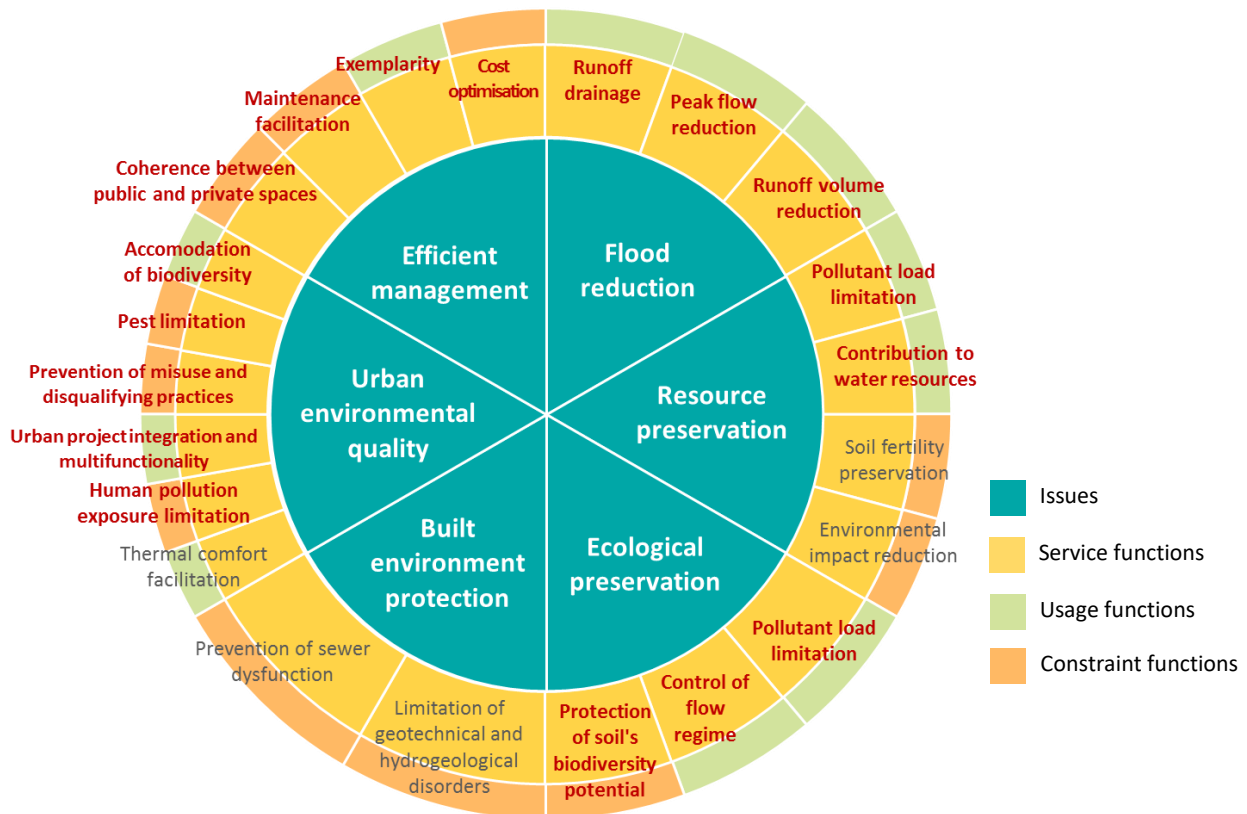 Exemplarity
Cost
optimisation
Runoff
drainage
Peak flow
reduction
Runoff volume
reduction
Pollutant load
limitation
Contribution to
water resources
Soil fertility
preservation
Environmental
impact reduction
Pollutant load
limitation
Control of
flow
regime
Protection
of soil's
biodiversity
potential
Limitation of
geotechnical and
hydrogeological
disorders
Prevention of sewer
dysfunction
Thermal comfort
facilitation
Human pollution
exposure limitation
Urban project integration and
multifunctionality
Prevention of misuse and
disqualifying practices
Pest limitation
Accomodation
of biodiversity
Coherence between
public and private spaces
Maintenance
facilitation
Efficient
management
Flood
reduction
Resource
preservation
Ecological
preservation
Built
environment
protection
Urban
environmental
quality
Issues
Service functions
Usage functions
Constraint functions